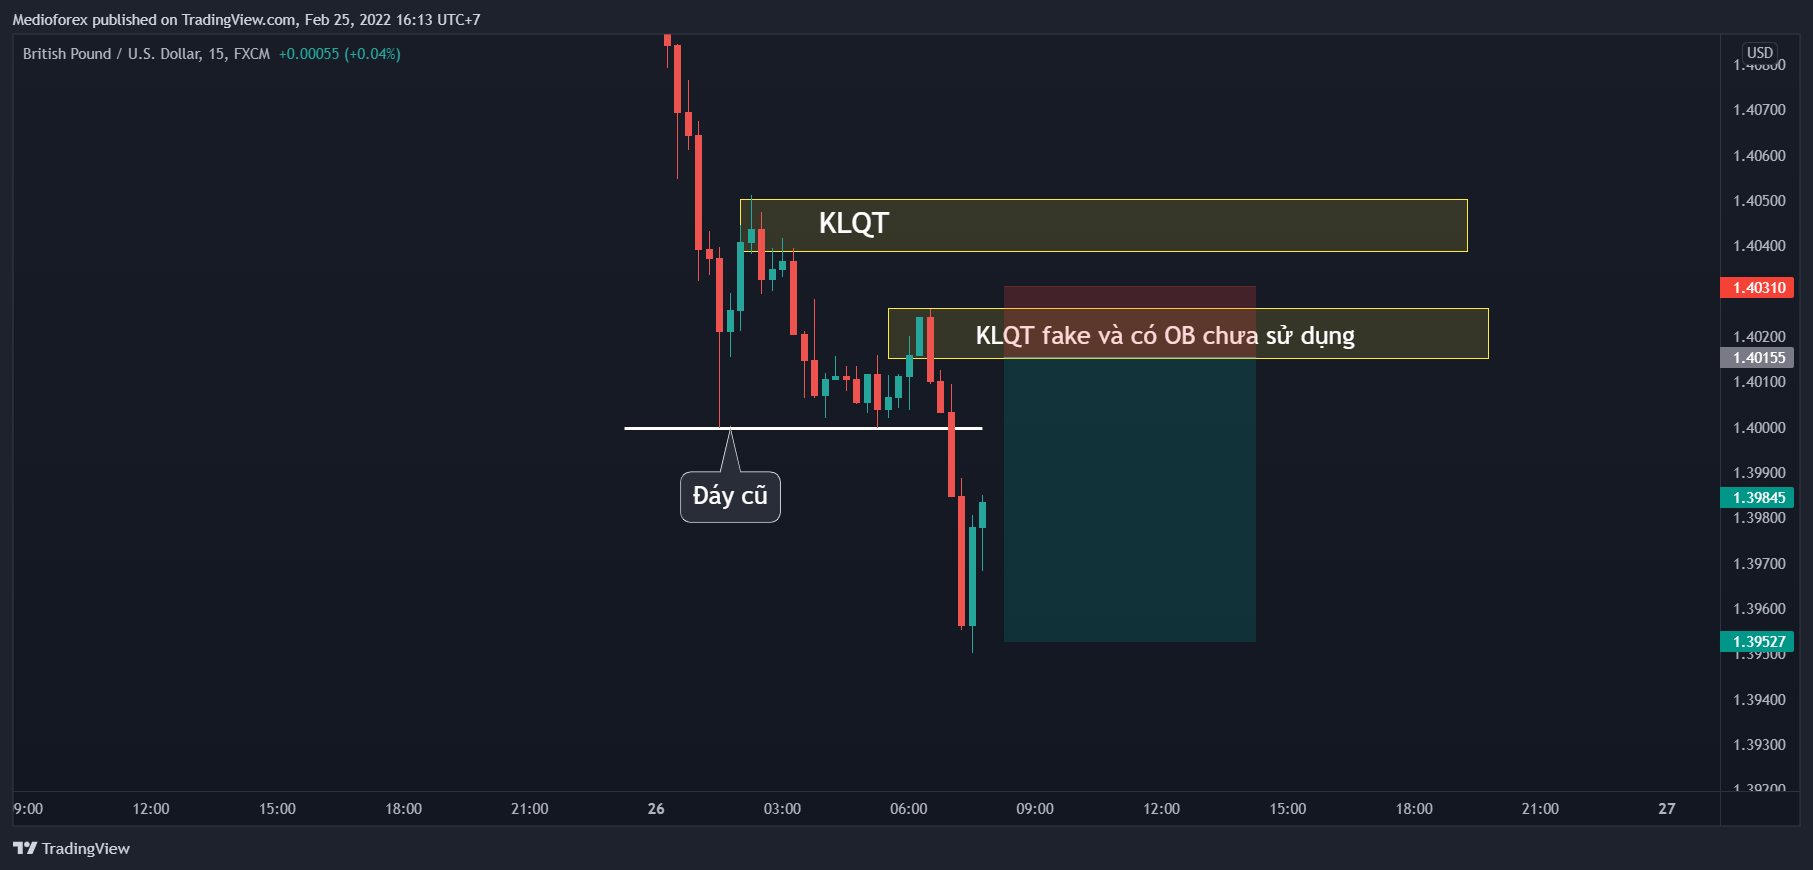 Medioforex published on TradingView.com, Feb 25, 2022 16:13 UTC+7
British Pound / U.S. Dollar, 15, FXCM +0.00055 (+0.04%)
USD
1.40800
1.40700
1.40600
1.40500
KLQT
1.40400
1.40310
KLQT fake và có OB chưa sử dụng
1.40200
1.40155
1.40100
1.40000
1.39900
Đáy cũ
1.39845
1.39800
1.39700
1.39600
1.39527
1.39500
1.39400
1.39300
1.39200
9:00 12:00 15:00 18:00 21:00 26 03:00 06:00 09:00 12:00 15:00 18:00 21:00 27
TradingView